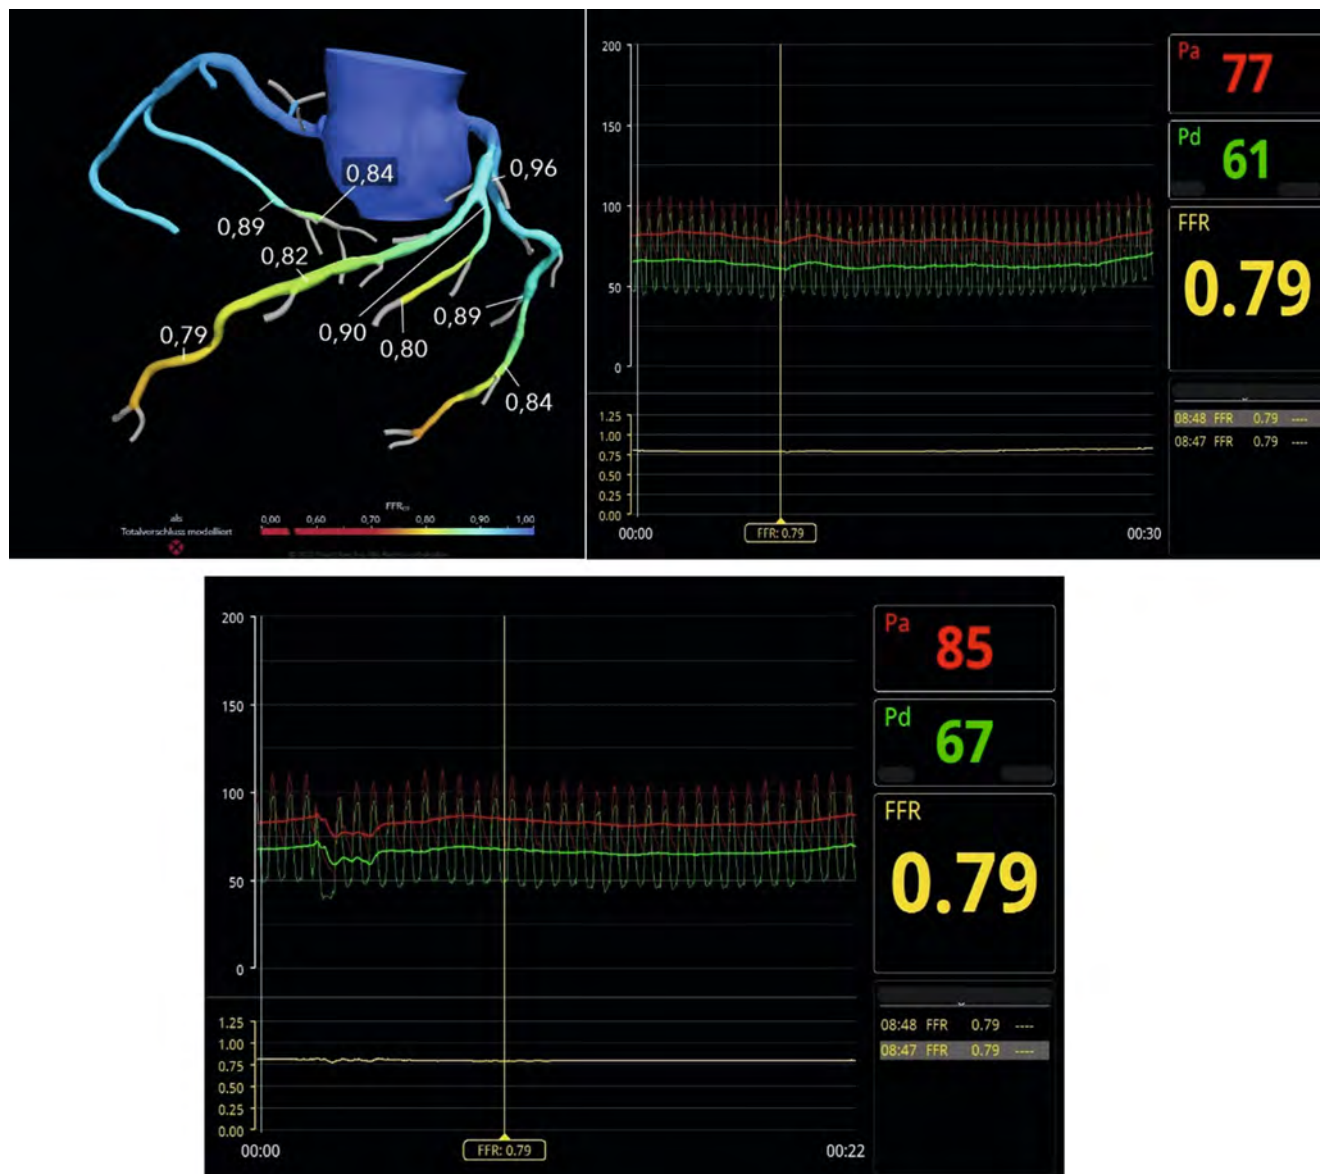 0,96
0,84
0,89
0,82
0,79
0,90
0,80
0,89
0,84
FFRct
als
Totalverschluss modelliert
0,00 0,60 0,70 0,80 0,90 1,00
200
150
100
50
0
1.25
1.00
0.75
0.50
0.25
0.00
00:00
FFR: 0.79
00:30
Pa 77
Pd 61
FFR
0.79
08:48 FFR 0.79 ----
08:47 FFR 0.79 ----
200
150
100
50
0
1.25
1.00
0.75
0.50
0.25
0.00
00:00
FFR: 0.79
00:22
Pa 85
Pd 67
FFR
0.79
08:48 FFR 0.79 ----
08:47 FFR 0.79 ----